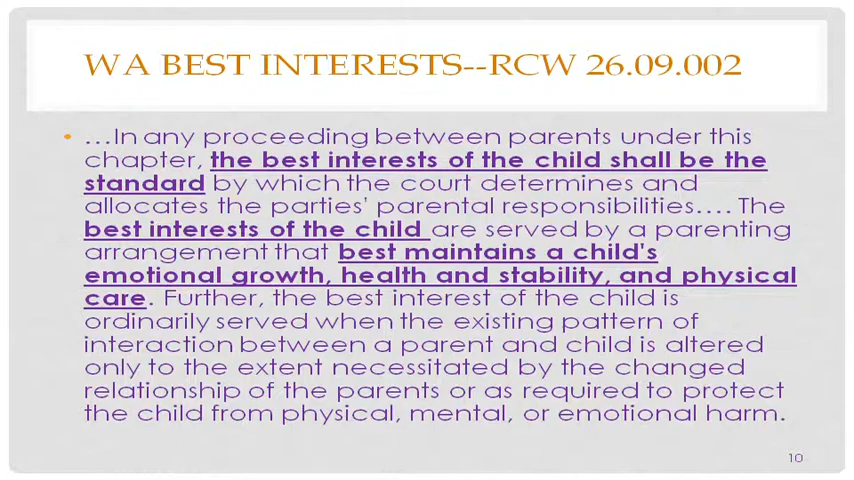 WA BEST INTERESTS--RCW 26.09.002
• ...In any proceeding between parents under this
chapter, the best interests of the child shall be the
standard by which the court determines and
allocates the parties' parental responsibilities.... The
best interests of the child are served by a parenting
arrangement that best maintains a child's
emotional growth, health and stability, and physical
care. Further, the best interest of the child is
ordinarily served when the existing pattern of
interaction between a parent and child is altered
only to the extent necessitated by the changed
relationship of the parents or as required to protect
the child from physical, mental, or emotional harm.
10